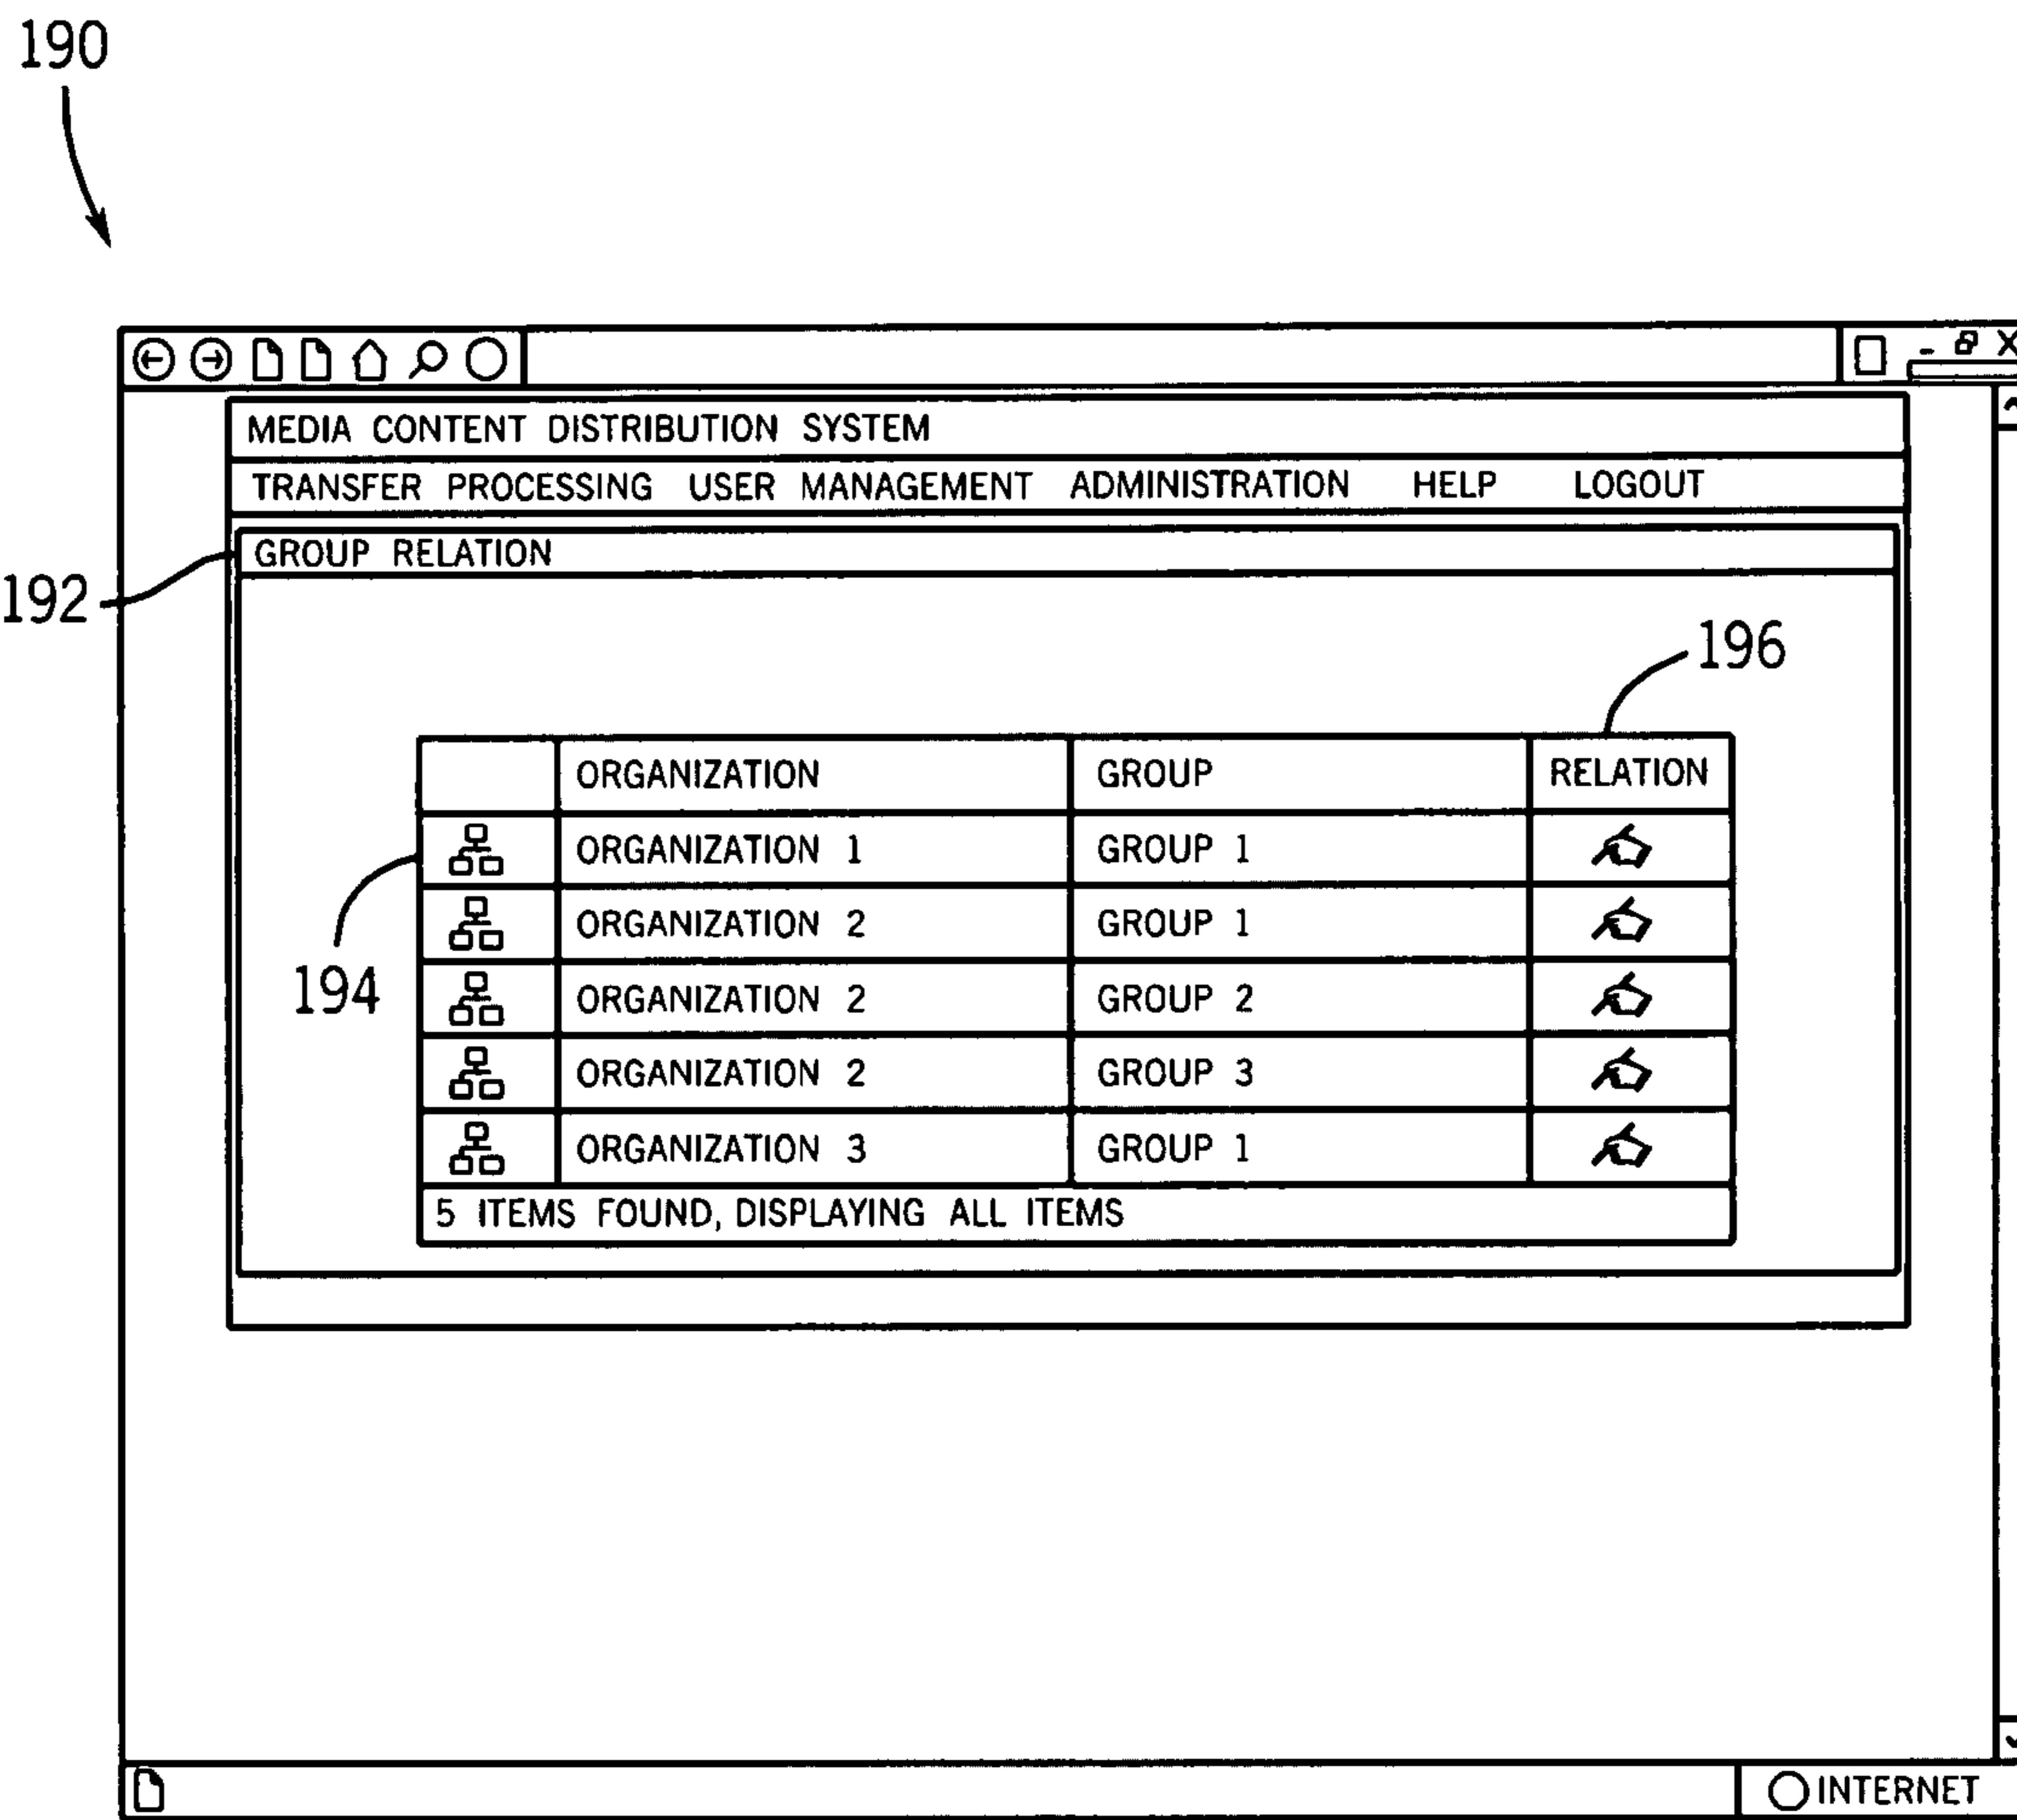 190
MEDIA CONTENT DISTRIBUTION SYSTEM
TRANSFER PROCESSING USER MANAGEMENT ADMINISTRATION HELP LOGOUT
GROUP RELATION
192
196
ORGANIZATION GROUP RELATION
ORGANIZATION 1 GROUP 1
ORGANIZATION 2 GROUP 1
194
ORGANIZATION 2 GROUP 2
ORGANIZATION 2 GROUP 3
ORGANIZATION 3 GROUP 1
5 ITEMS FOUND, DISPLAYING ALL ITEMS
INTERNET